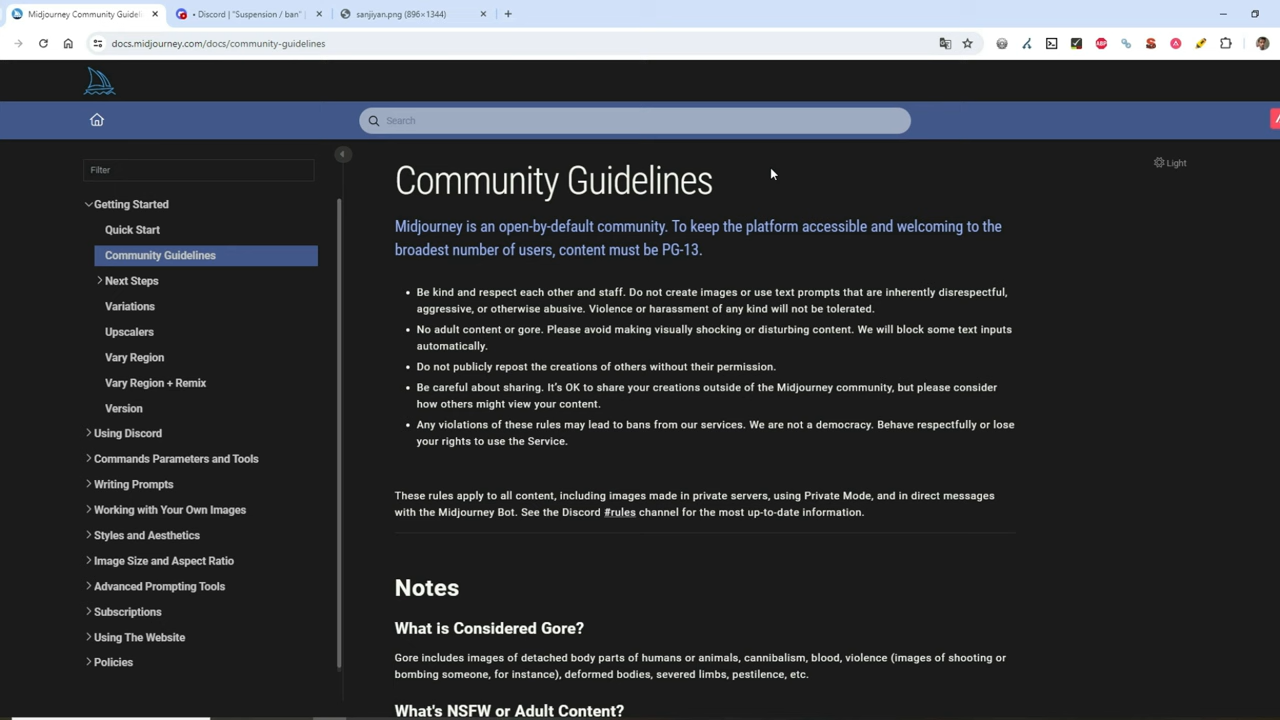 Midjourney Community Guideli
• Discord | "Suspension / ban"
sanjiyan.png (896×1344)
docs.midjourney.com/docs/community-guidelines
ABP
Search
Filter
Light
Getting Started
Quick Start
Community Guidelines
Next Steps
Variations
Upscalers
Vary Region
Vary Region + Remix
Version
Using Discord
Commands Parameters and Tools
Writing Prompts
Working with Your Own Images
Styles and Aesthetics
Image Size and Aspect Ratio
Advanced Prompting Tools
Subscriptions
Using The Website
Policies
Community Guidelines
Midjourney is an open-by-default community. To keep the platform accessible and welcoming to the
broadest number of users, content must be PG-13.
• Be kind and respect each other and staff. Do not create images or use text prompts that are inherently disrespectful,
aggressive, or otherwise abusive. Violence or harassment of any kind will not be tolerated.
• No adult content or gore. Please avoid making visually shocking or disturbing content. We will block some text inputs
automatically.
• Do not publicly repost the creations of others without their permission.
• Be careful about sharing. It's OK to share your creations outside of the Midjourney community, but please consider
how others might view your content.
• Any violations of these rules may lead to bans from our services. We are not a democracy. Behave respectfully or lose
your rights to use the Service.
These rules apply to all content, including images made in private servers, using Private Mode, and in direct messages
with the Midjourney Bot. See the Discord #rules channel for the most up-to-date information.
Notes
What is Considered Gore?
Gore includes images of detached body parts of humans or animals, cannibalism, blood, violence (images of shooting or
bombing someone, for instance), deformed bodies, severed limbs, pestilence, etc.
What's NSFW or Adult Content?